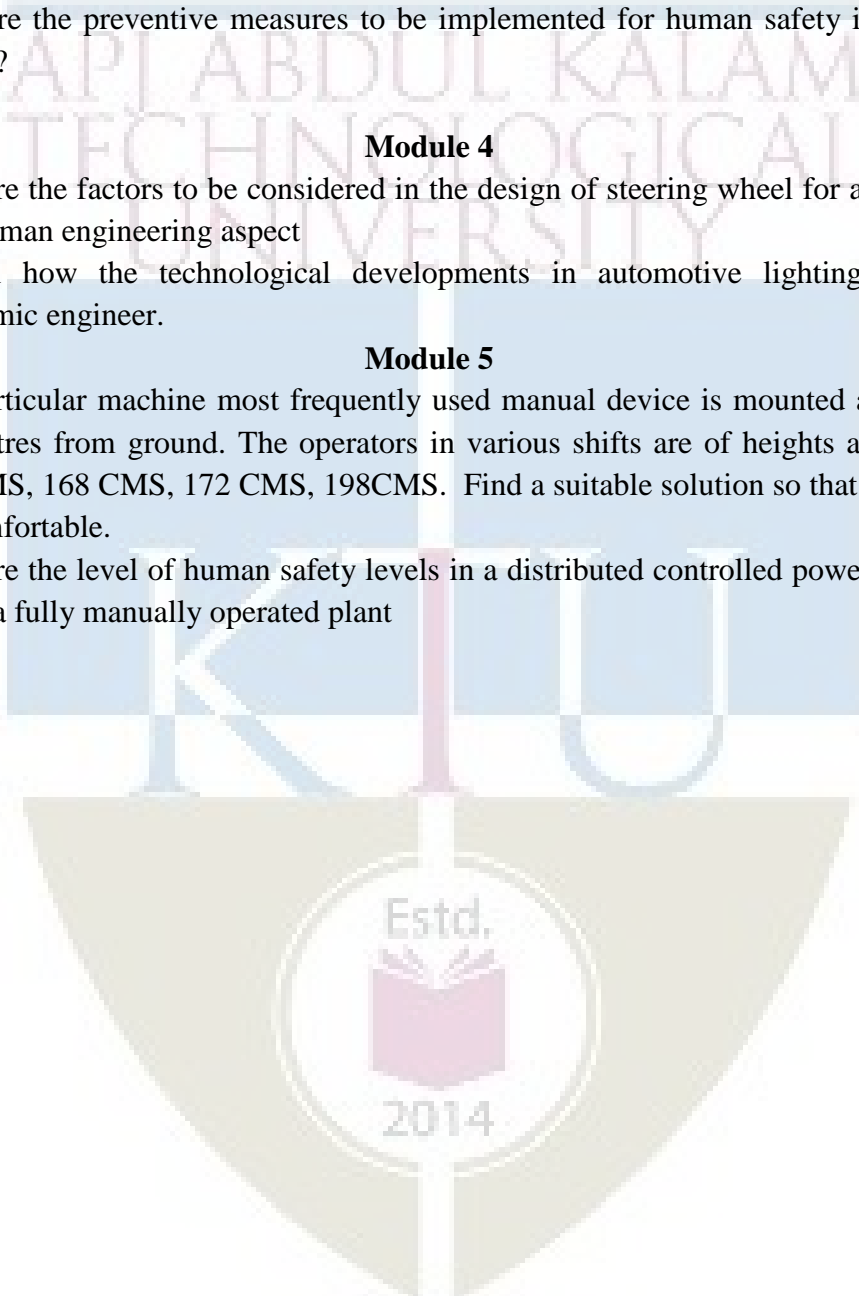 re the preventive measures to be implemented for human safety i
?
API ABDUL KALAM
TECHNOLOGICAL
UNIVERSITY
Module 4
re the factors to be considered in the design of steering wheel for a
man engineering aspect
how the technological developments in automotive lighting
mic engineer.
Module 5
rticular machine most frequently used manual device is mounted a
tres from ground. The operators in various shifts are of heights a
MS, 168 CMS, 172 CMS, 198CMS. Find a suitable solution so that
nfortable.
re the level of human safety levels in a distributed controlled powe
a fully manually operated plant
KTU
Estd.
2014